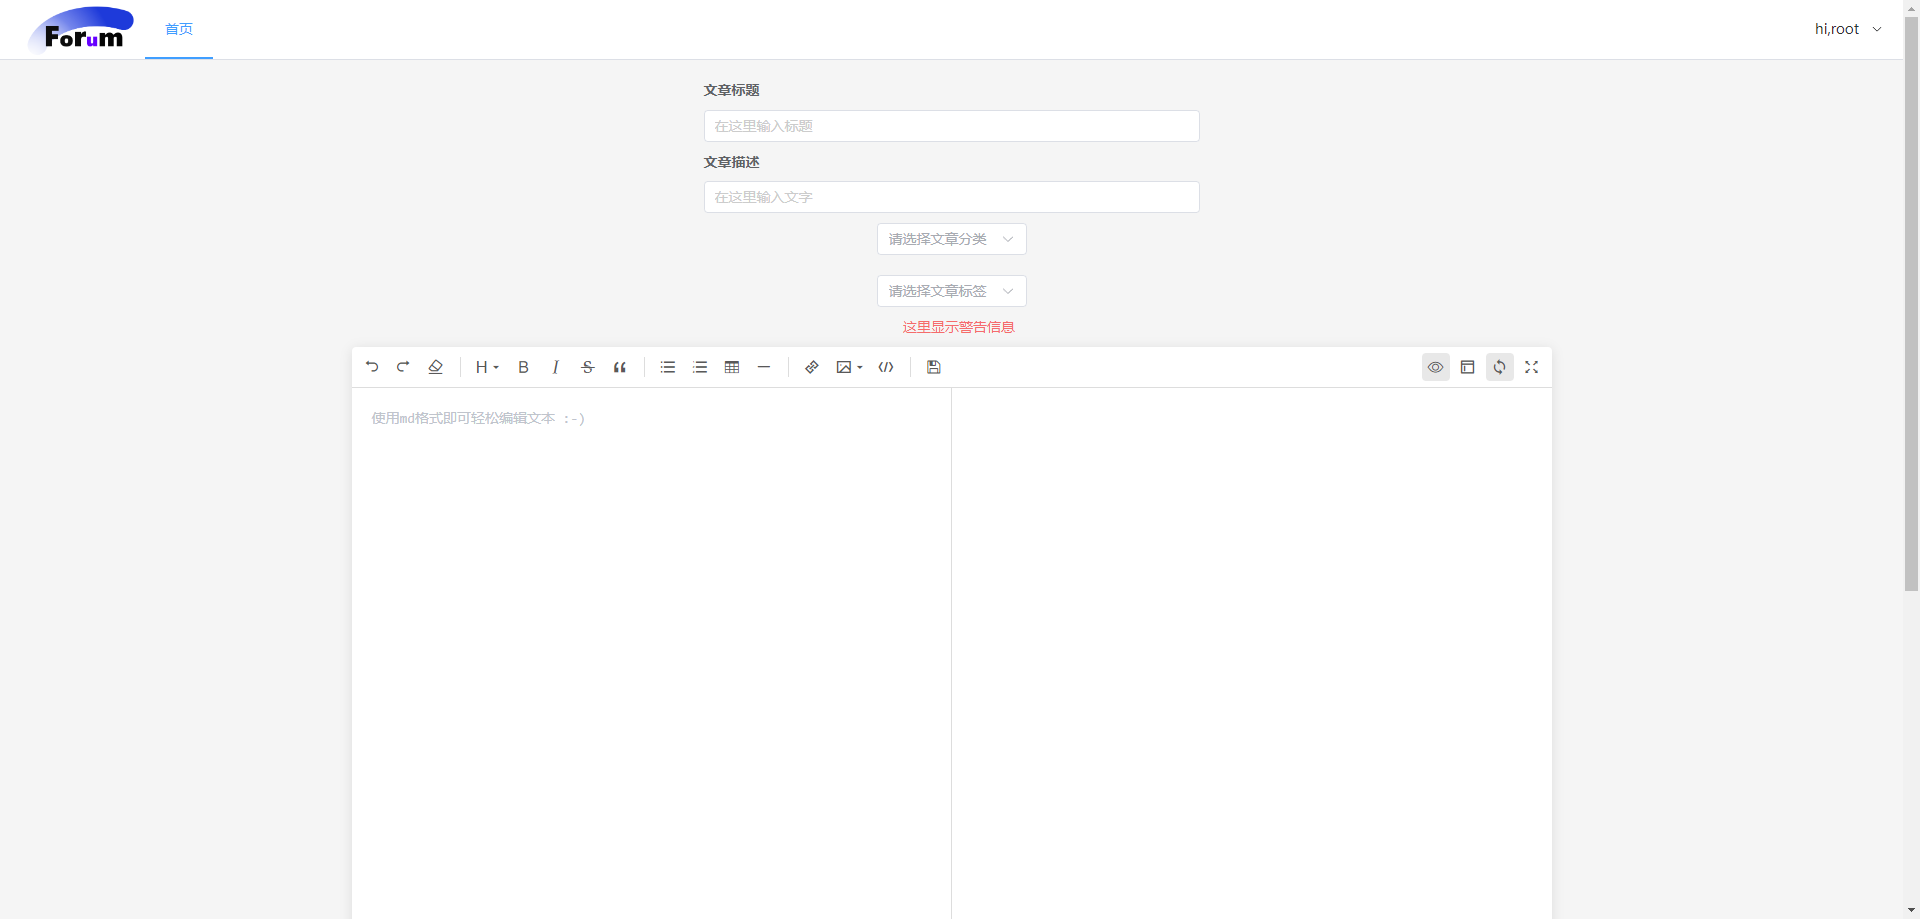 Forum
首页
hi,root
文章标题
在这里输入标题
文章描述
在这里输入文字
请选择文章分类
请选择文章标签
这里显示警告信息
H B I S
使用md格式即可轻松编辑文本 :-)